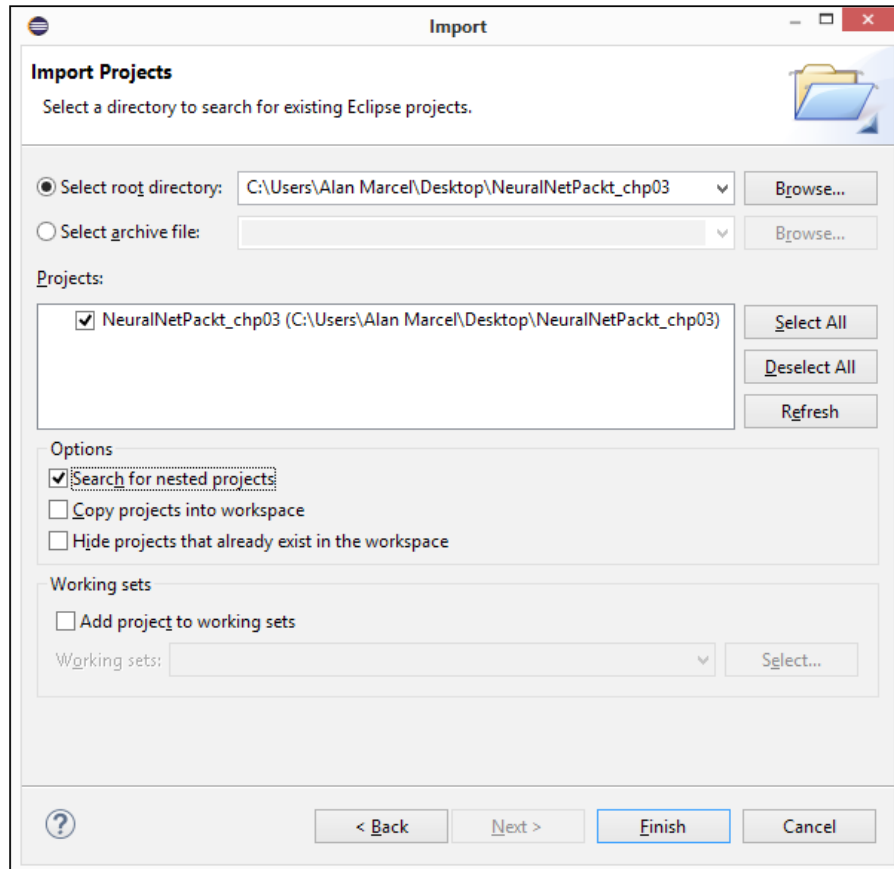 Import
Import Projects
Select a directory to search for existing Eclipse projects.
Select root directory: C:\Users\Alan Marcel\Desktop\NeuralNetPackt_chp03 Browse...
Select archive file: Browse...
Projects:
NeuralNetPackt_chp03 (C:\Users\Alan Marcel\Desktop\NeuralNetPackt_chp03)
Select All
Deselect All
Refresh
Options
Search for nested projects
Copy projects into workspace
Hide projects that already exist in the workspace
Working sets
Add project to working sets
Working sets: Select...
? < Back Next > Finish Cancel